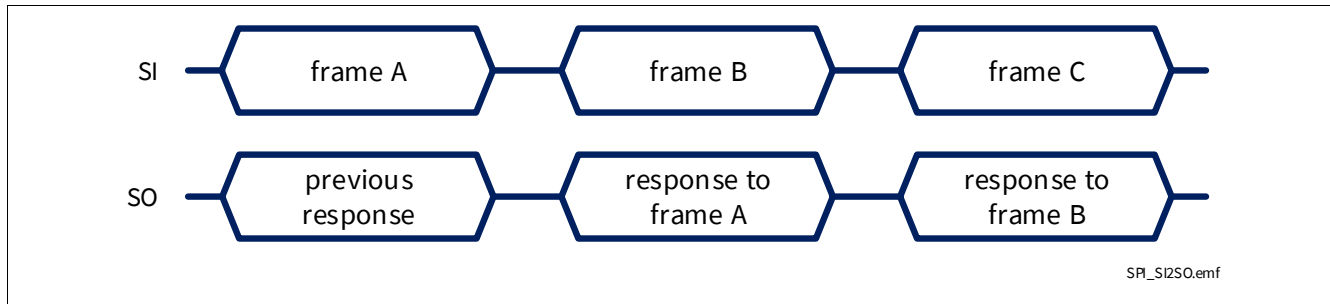 SI
frame A
frame B
frame C
SO
previous
response
response to
frame A
response to
frame B
SPI_SI2SO.emf